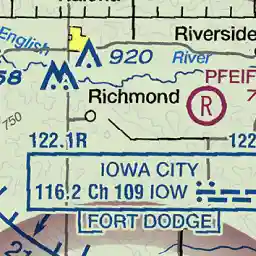 Riverside
English
920
River
58
PFEIF
Richmond
R
750
122.1R
122
IOWA CITY
116.2 Ch 109 IOW
FORT DODGE
21